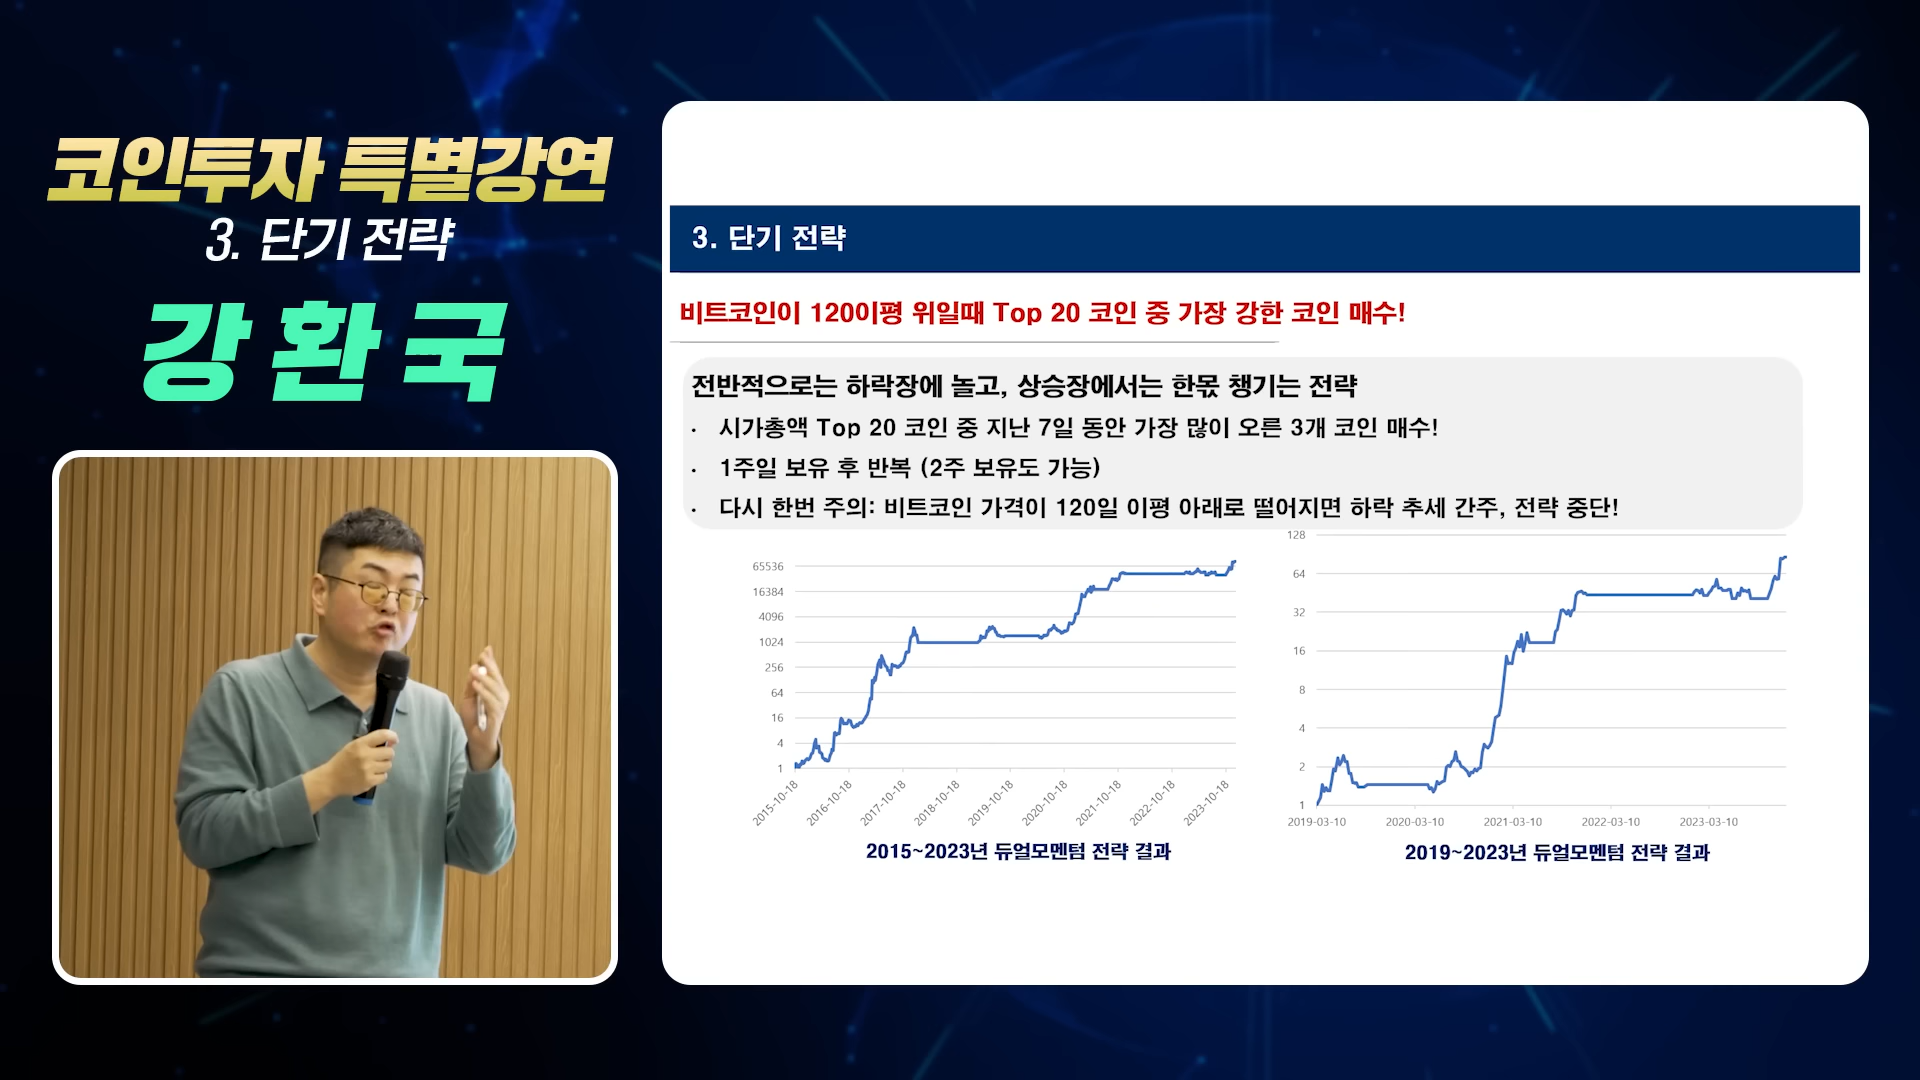 코인투자 특별강연
3. 단기 전략
강환국
3. 단기 전략
비트코인이 120이평 위일때 Top 20 코인 중 가장 강한 코인 매수!
전반적으로는 하락장에 놀고, 상승장에서는 한몫 챙기는 전략
· 시가총액 Top 20 코인 중 지난 7일 동안 가장 많이 오른 3개 코인 매수!
· 1주일 보유 후 반복 (2주 보유도 가능)
· 다시 한번 주의: 비트코인 가격이 120일 이평 아래로 떨어지면 하락 추세 간주, 전략 중단!
65536
16384
4096
1024
256
64
16
4
1
2015-10-18
2016-10-18
2017-10-18
2018-10-18
2019-10-18
2020-10-18
2021-10-18
2022-10-18
2023-10-18
2015~2023년 듀얼모멘텀 전략 결과
128
64
32
16
8
4
2
1
2019-03-10
2020-03-10
2021-03-10
2022-03-10
2023-03-10
2019~2023년 듀얼모멘텀 전략 결과